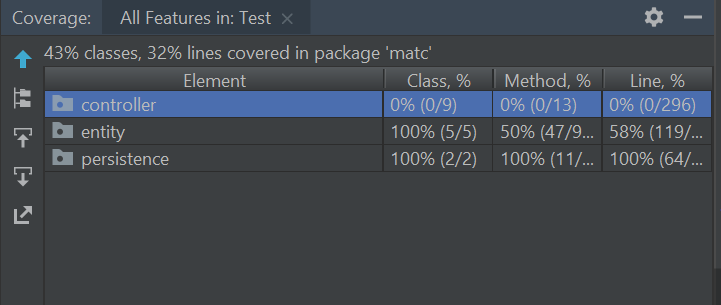 Coverage: All Features in: Test
43% classes, 32% lines covered in package 'matc'
Element Class, % Method, % Line, %
controller 0% (0/9) 0% (0/13) 0% (0/296)
entity 100% (5/5) 50% (47/9... 58% (119/...
persistence 100% (2/2) 100% (11/... 100% (64/...